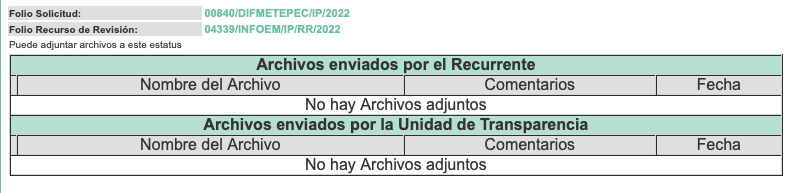 Folio Solicitud: 00840/DIFMETEPEC/IP/2022
Folio Recurso de Revisión: 04339/INFOEM/IP/RR/2022
Puede adjuntar archivos a este estatus
Archivos enviados por el Recurrente
Nombre del Archivo Comentarios Fecha
No hay Archivos adjuntos
Archivos enviados por la Unidad de Transparencia
Nombre del Archivo Comentarios Fecha
No hay Archivos adjuntos